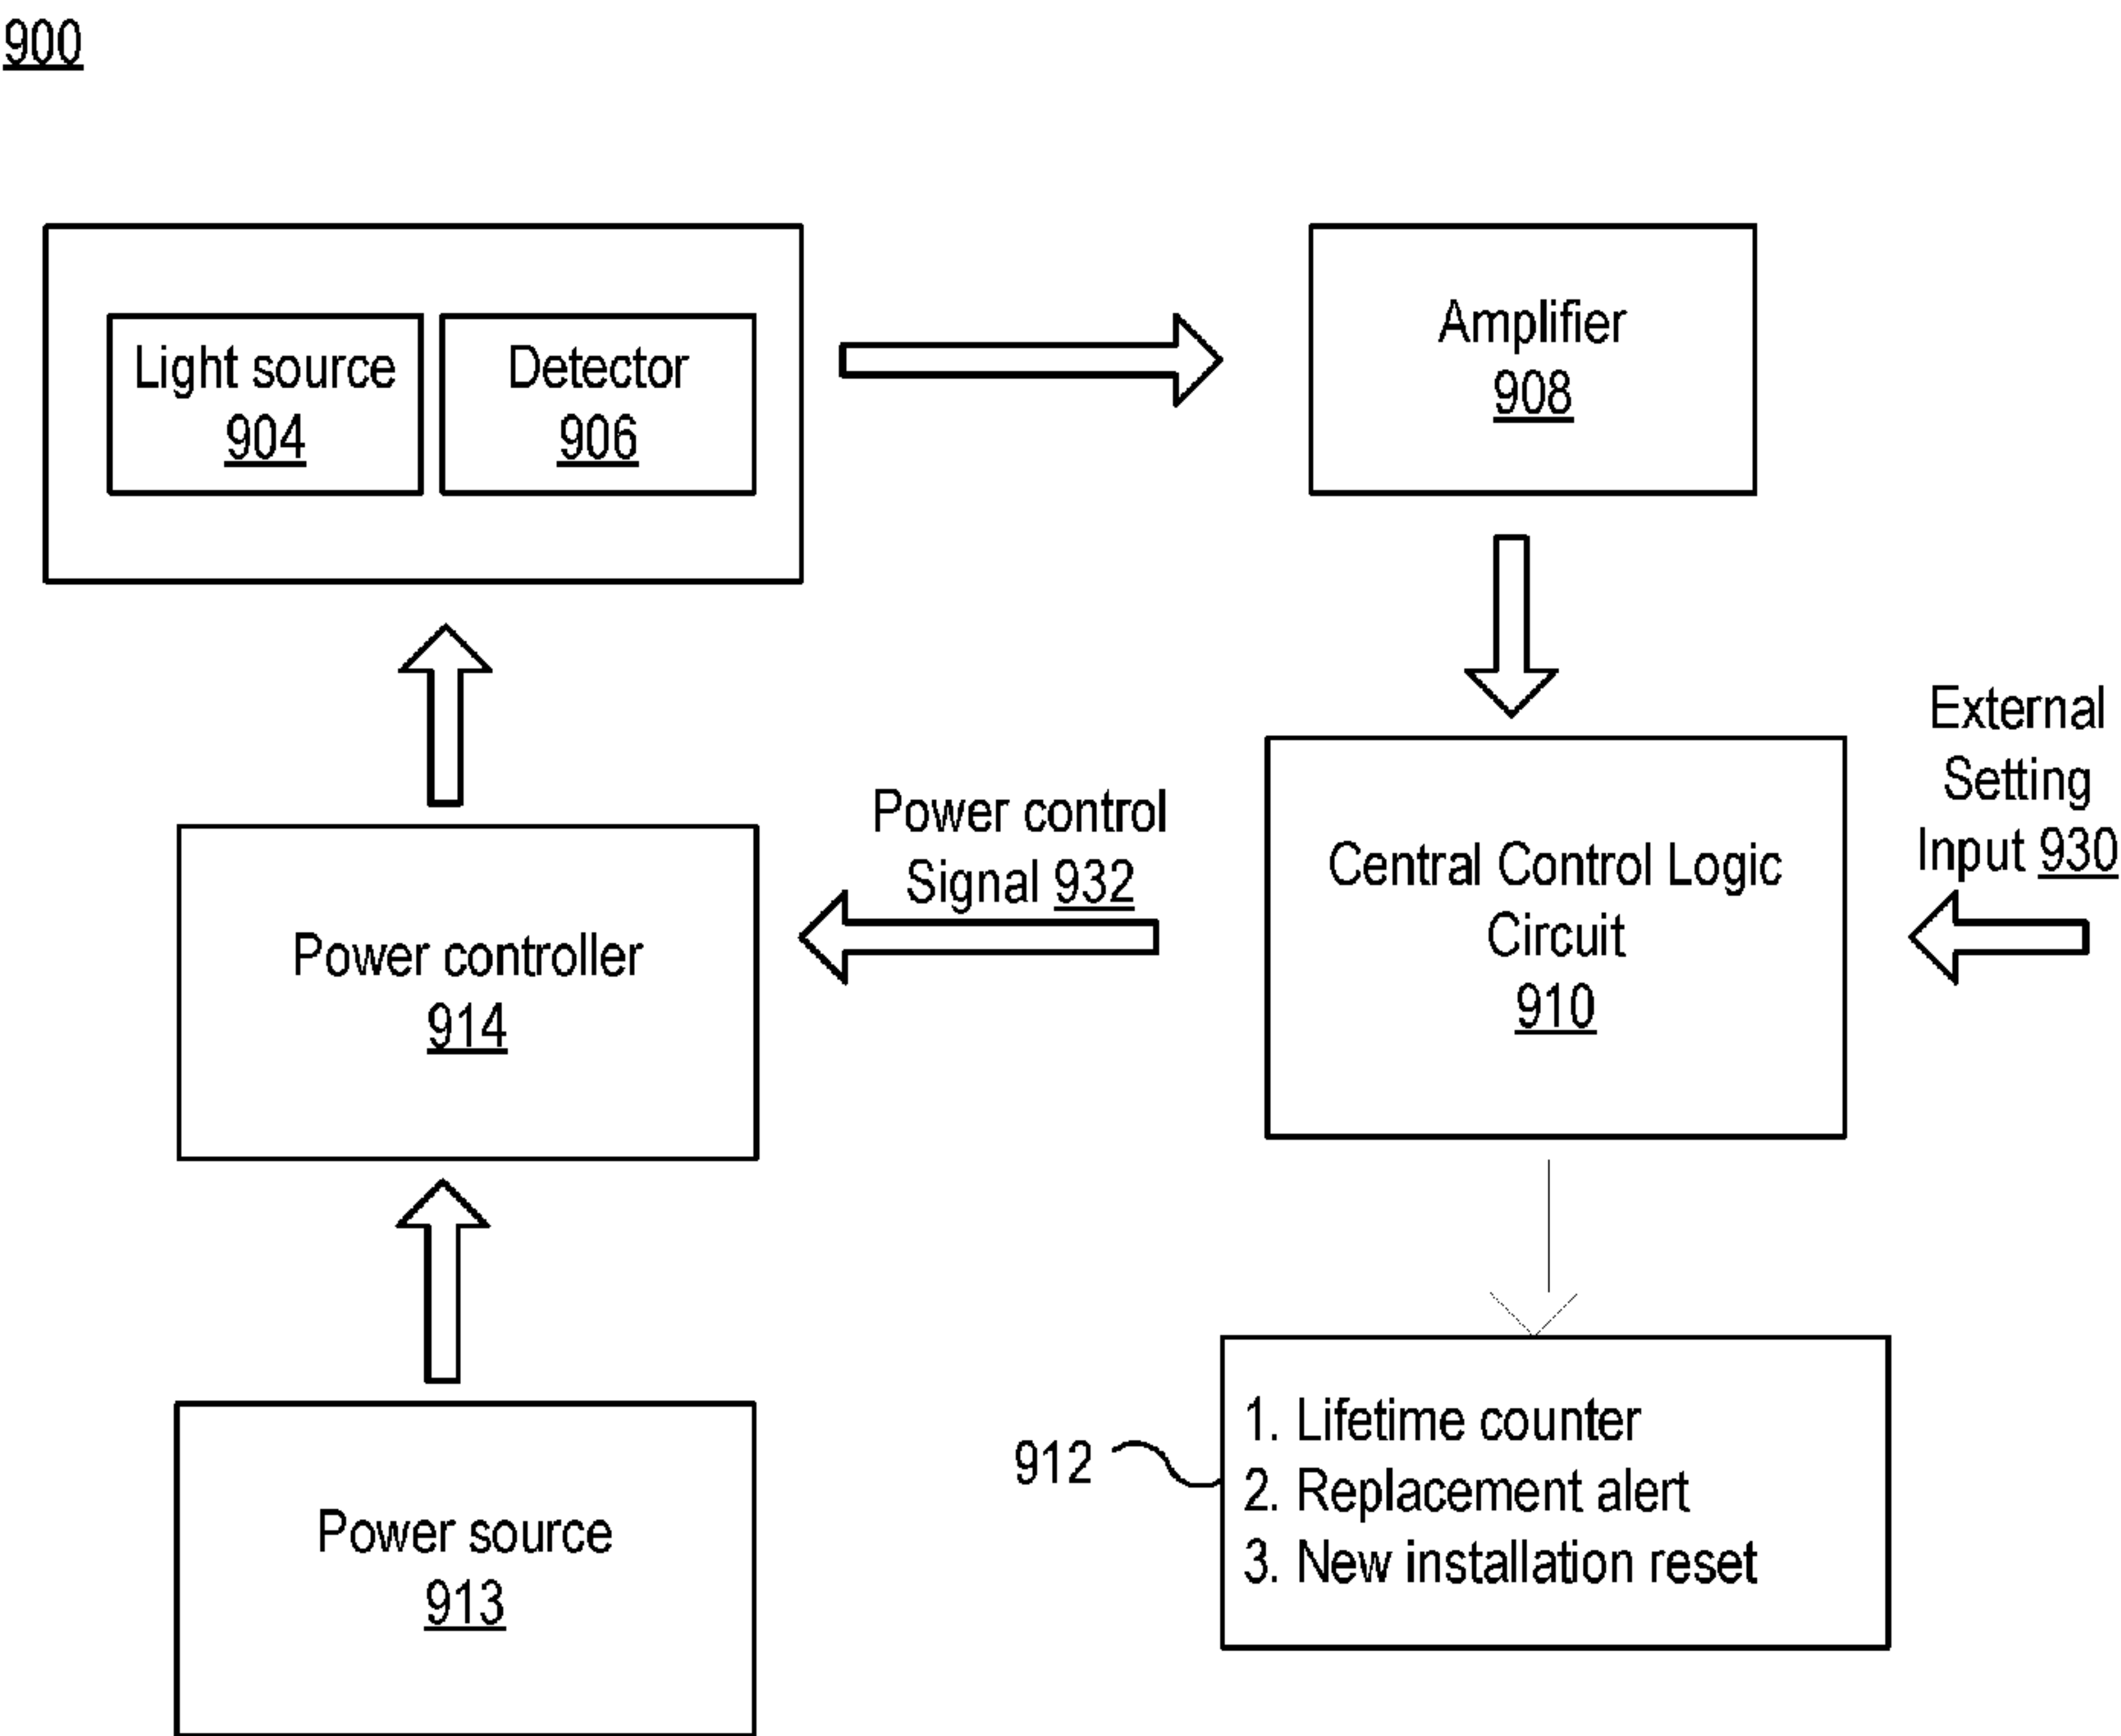 900
Light source
904
Detector
906
Amplifier
908
External
Setting
Input 930
Power control
Signal 932
Central Control Logic
Circuit
910
Power controller
914
912
1. Lifetime counter
2. Replacement alert
3. New installation reset
Power source
913